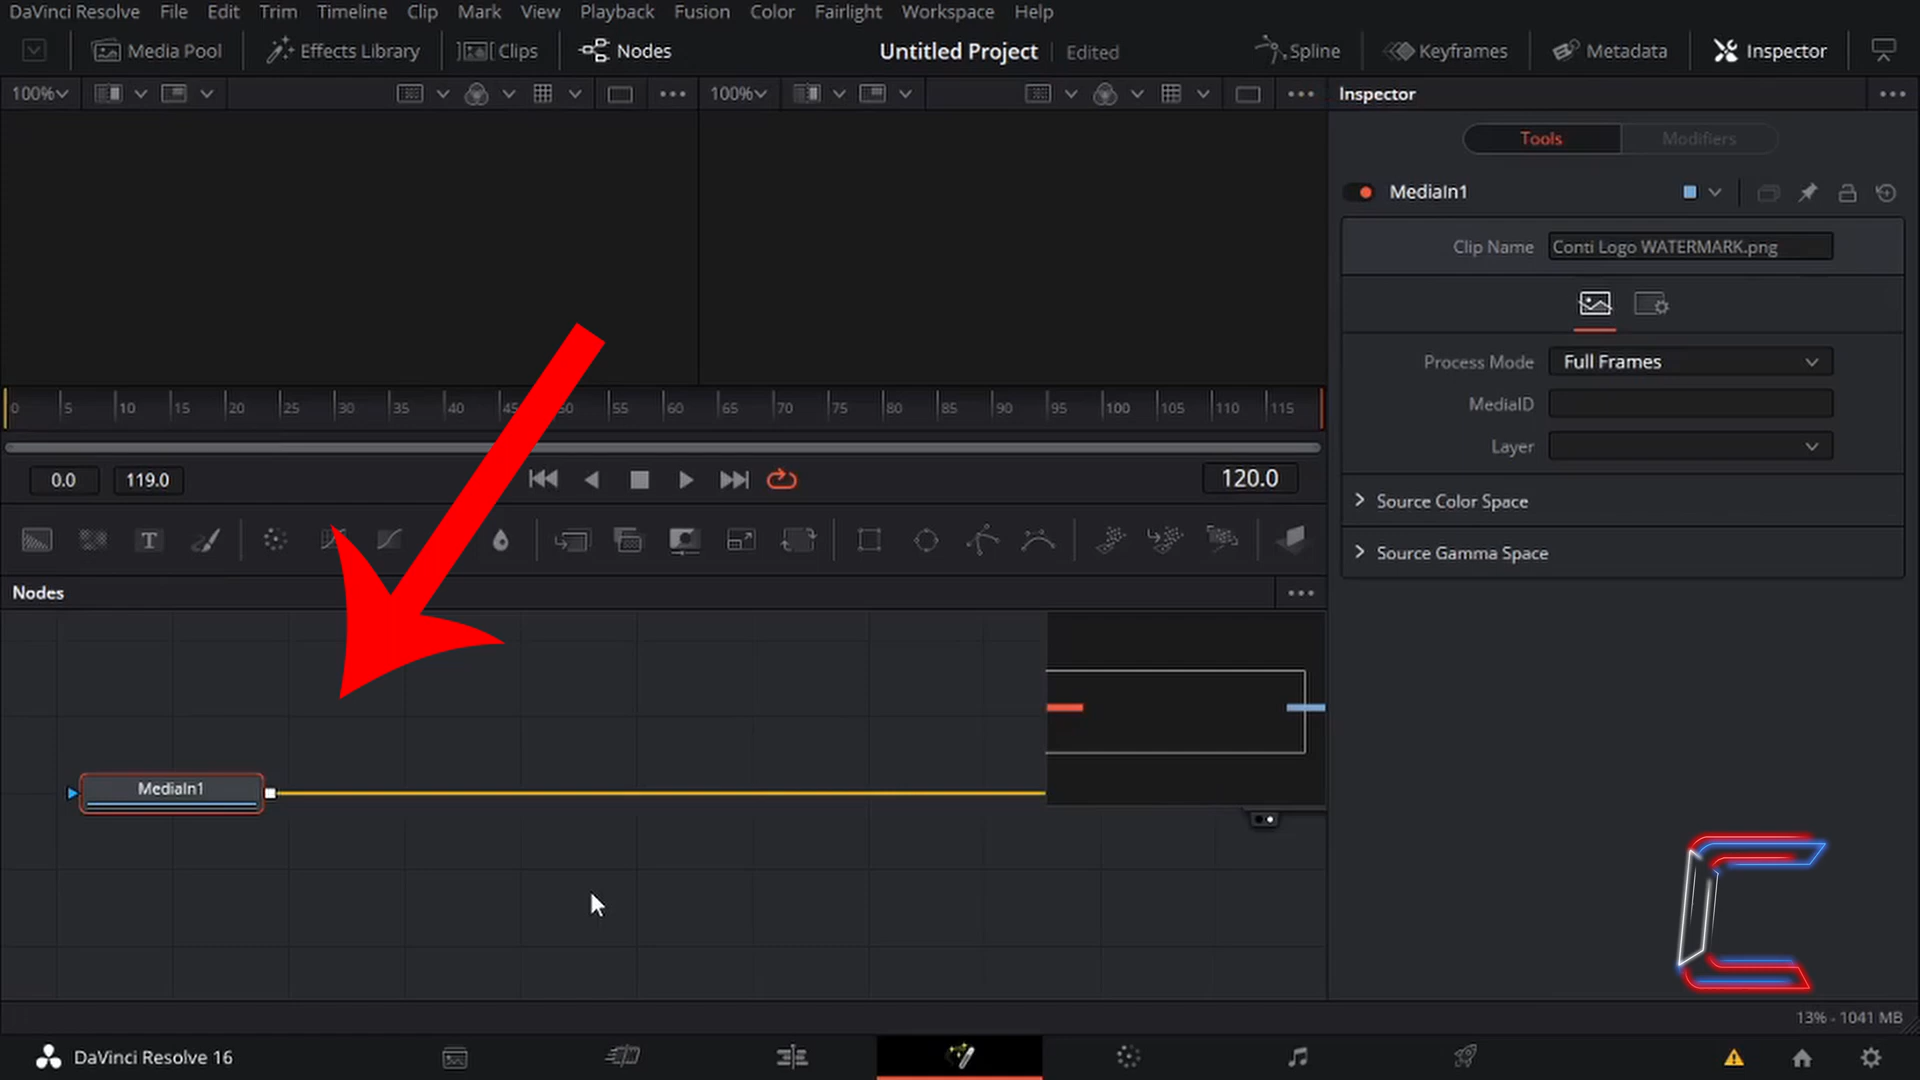 DaVinci Resolve File Edit Trim Timeline Clip Mark View Playback Fusion Color Fairlight Workspace Help
Media Pool Effects Library Clips Nodes Untitled Project Edited Spline Keyframes Metadata Inspector
100% 100% Inspector
Tools Modifiers
MediaIn1
Clip Name Conti Logo WATERMARK.png
Process Mode Full Frames
MediaID
0 5 10 15 20 25 30 35 40 45 50 55 60 65 70 75 80 85 90 95 100 105 110 115
Layer
0.0 119.0 120.0
Source Color Space
T
Source Gamma Space
Nodes
MediaIn1
13% - 1041 MB
DaVinci Resolve 16